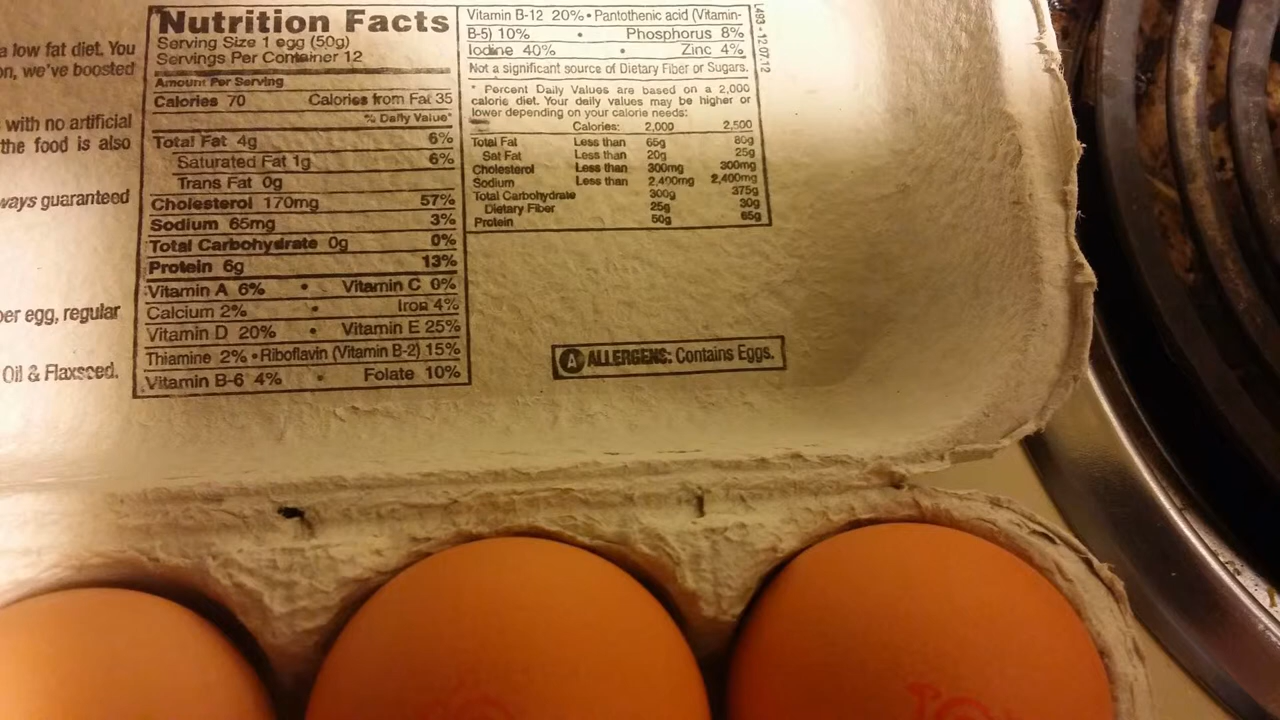 a low fat diet. You
on, we've boosted
with no artificial
the food is also
ways guaranteed
per egg, regular
Oil & Flaxseed.
Nutrition Facts
Serving Size 1 egg (50g)
Servings Per Container 12
Amount Per Serving
Calories 70 Calories from Fat 35
% Daily Value*
Total Fat 4g 6%
Saturated Fat 1g 6%
Trans Fat 0g
Cholesterol 170mg 57%
Sodium 65mg 3%
Total Carbohydrate 0g 0%
Protein 6g 13%
Vitamin A 6% • Vitamin C 0%
Calcium 2% • Iron 4%
Vitamin D 20% • Vitamin E 25%
Thiamine 2% • Riboflavin (Vitamin B-2) 15%
Vitamin B-6 4% • Folate 10%
Vitamin B-12 20% • Pantothenic acid (Vitamin-
B-5) 10% • Phosphorus 8%
Iodine 40% • Zinc 4%
Not a significant source of Dietary Fiber or Sugars.
* Percent Daily Values are based on a 2,000
calorie diet. Your daily values may be higher or
lower depending on your calorie needs:
Calories: 2,000 2,500
Total Fat Less than 65g 80g
Sat Fat Less than 20g 25g
Cholesterol Less than 300mg 300mg
Sodium Less than 2,400mg 2,400mg
Total Carbohydrate 300g 375g
Dietary Fiber 25g 30g
Protein 50g 65g
L493 - 12.07.12
A ALLERGENS: Contains Eggs.